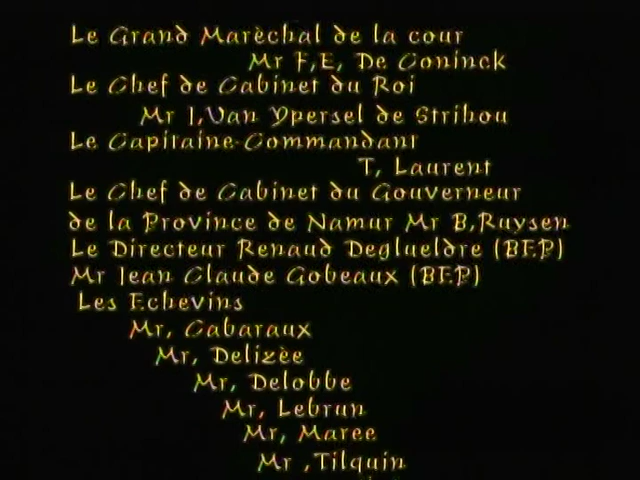 Le Grand Marèchal de la cour
Mr F,E, De Coninck
Le Chef de Cabinet du Roi
Mr J,Van Ypersel de Strihou
Le Capitaine-Commandant
T, Laurent
Le Chef de Cabinet du Gouverneur
de la Province de Namur Mr B,Ruysen
Le Directeur Renaud Deglueldre (BEP)
Mr Jean Claude Gobeaux (BEP)
Les Echevins
Mr, Cabaraux
Mr, Delizèe
Mr, Delobbe
Mr, Lebrun
Mr, Maree
Mr ,Tilquin